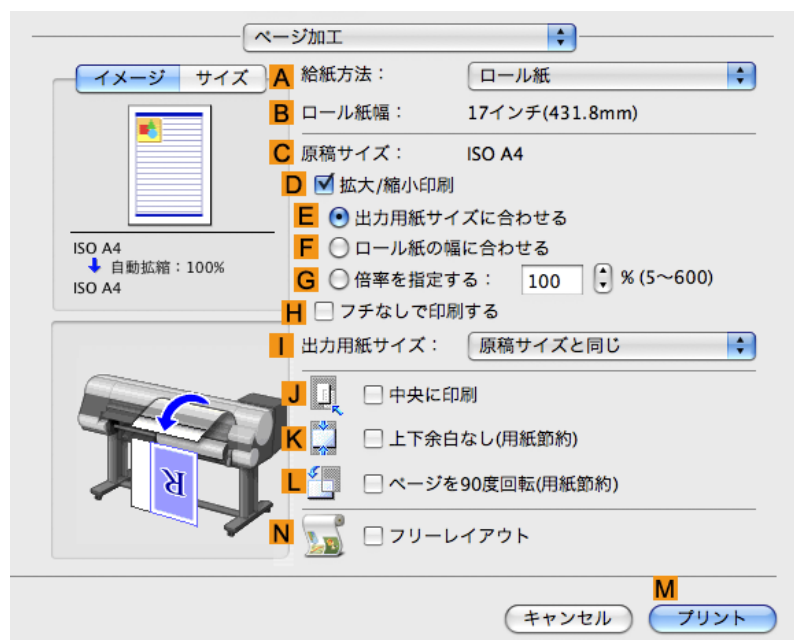 ページ加工
イメージ サイズ
A 給紙方法： ロール紙
B ロール紙幅： 17インチ(431.8mm)
C 原稿サイズ： ISO A4
D 拡大/縮小印刷
E 出力用紙サイズに合わせる
F ロール紙の幅に合わせる
G 倍率を指定する： 100 % (5〜600)
ISO A4
自動拡縮：100%
ISO A4
H フチなしで印刷する
I 出力用紙サイズ： 原稿サイズと同じ
J 中央に印刷
K 上下余白なし(用紙節約)
L ページを90度回転(用紙節約)
R
N フリーレイアウト
M
キャンセル プリント